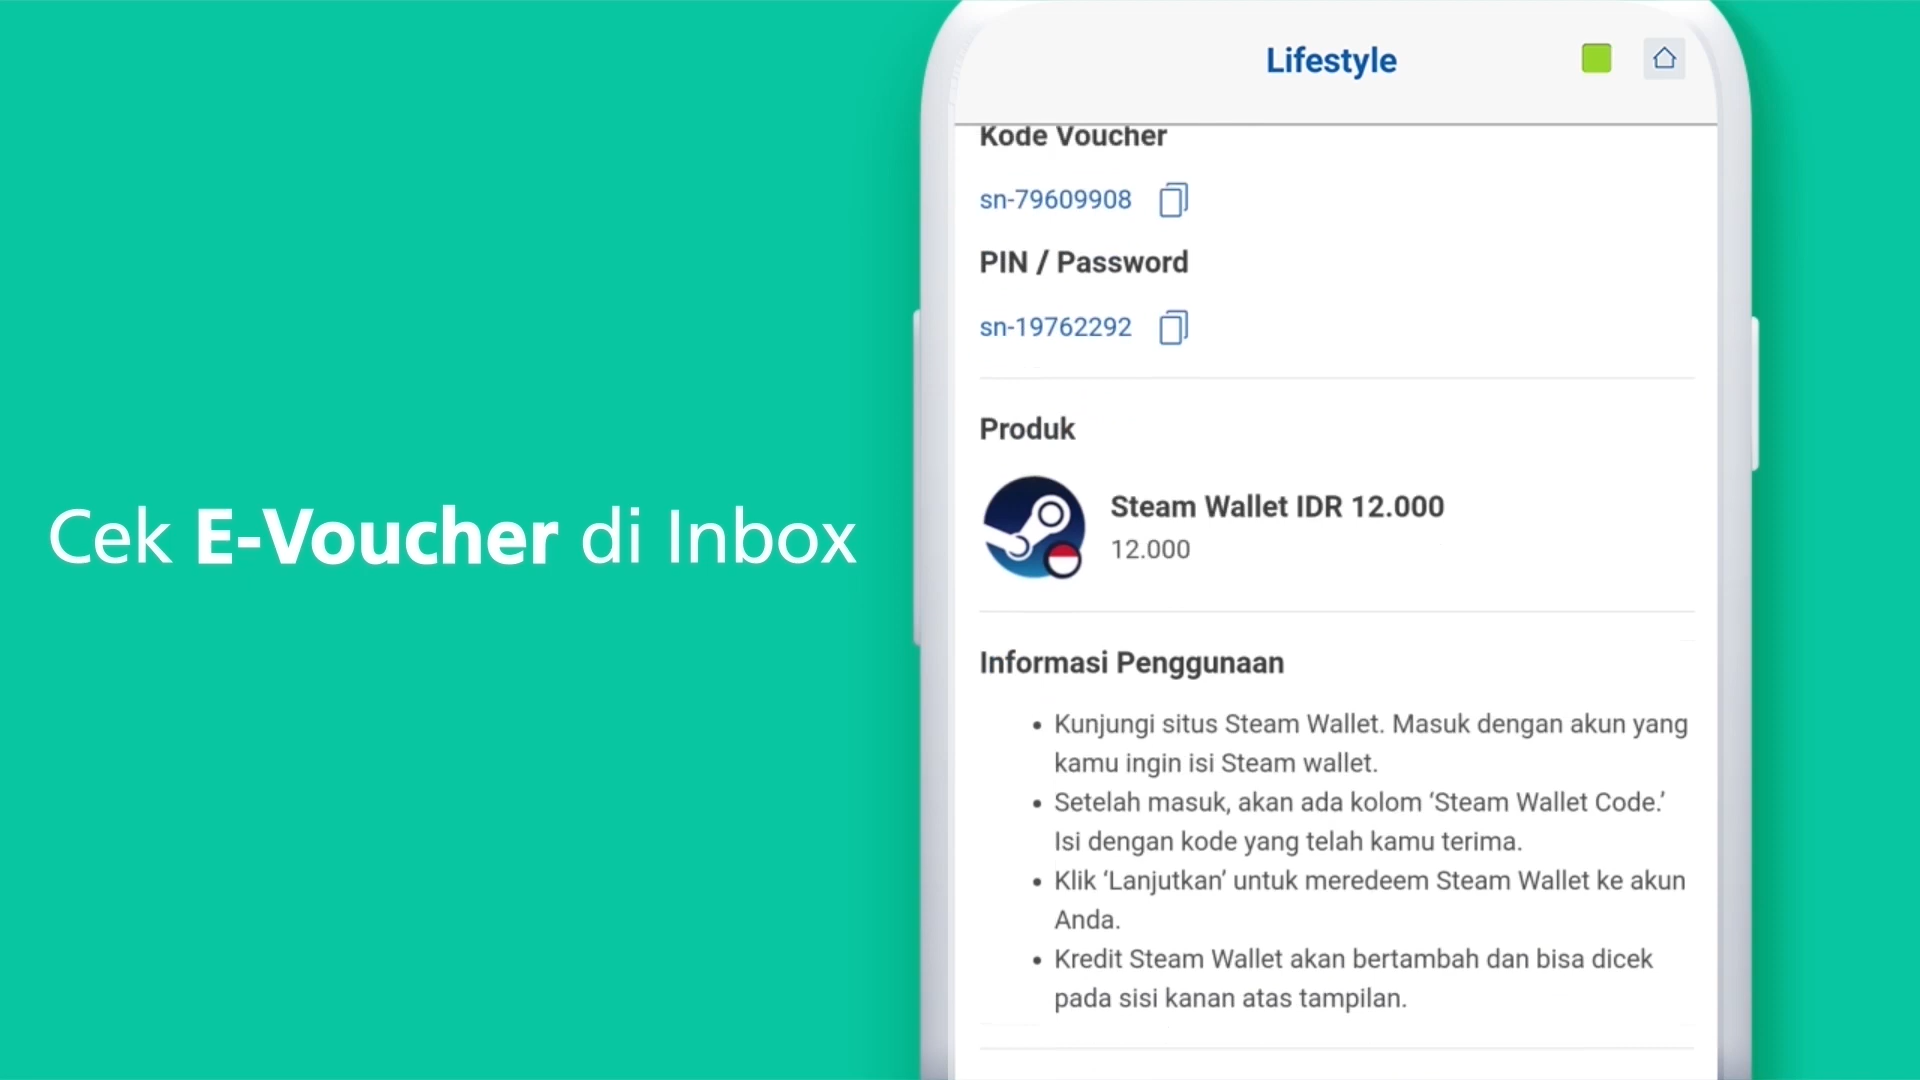 Cek E-Voucher di Inbox
Lifestyle
Kode Voucher
sn-79609908
PIN / Password
sn-19762292
Produk
Steam Wallet IDR 12.000
12.000
Informasi Penggunaan
• Kunjungi situs Steam Wallet. Masuk dengan akun yang
kamu ingin isi Steam wallet.
• Setelah masuk, akan ada kolom ‘Steam Wallet Code.’
Isi dengan kode yang telah kamu terima.
• Klik ‘Lanjutkan’ untuk meredeem Steam Wallet ke akun
Anda.
• Kredit Steam Wallet akan bertambah dan bisa dicek
pada sisi kanan atas tampilan.